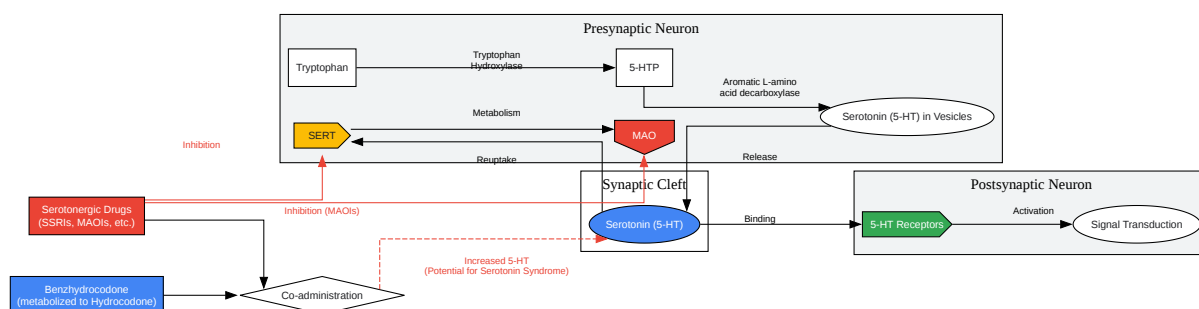 Presynaptic Neuron
Tryptophan
Tryptophan
Hydroxylase
5-HTP
Aromatic L-amino
acid decarboxylase
Serotonin (5-HT) in Vesicles
SERT
Metabolism
MAO
Inhibition
Reuptake
Release
Synaptic Cleft
Postsynaptic Neuron
Serotonergic Drugs
(SSRIs, MAOIs, etc.)
Inhibition (MAOIs)
Serotonin (5-HT)
Binding
5-HT Receptors
Activation
Signal Transduction
Increased 5-HT
(Potential for Serotonin Syndrome)
Benzhydrocodone
(metabolized to Hydrocodone)
Co-administration